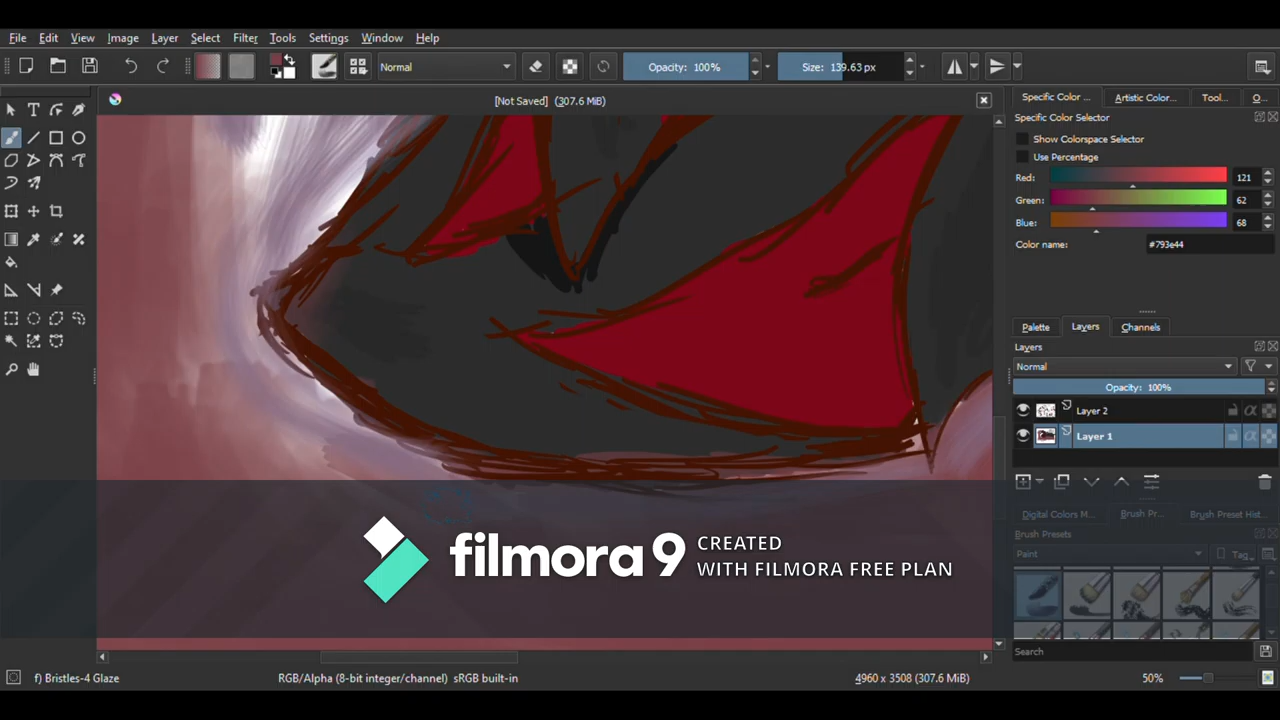 File Edit View Image Layer Select Filter Tools Settings Window Help
Normal Opacity: 100% Size: 139.63 px
[Not Saved] (307.6 MiB)
Specific Color ... Artistic Color... Tool... O...
Specific Color Selector
Show Colorspace Selector
Use Percentage
Red: 121
Green: 62
Blue: 68
Color name: #793e44
Palette Layers Channels
Layers
Normal
Opacity: 100%
Layer 2
Layer 1
Digital Colors M... Brush Pr... Brush Preset Hist...
Brush Presets
Paint Tag
Search
filmora 9 CREATED
WITH FILMORA FREE PLAN
f) Bristles-4 Glaze RGB/Alpha (8-bit integer/channel) sRGB built-in 4960 x 3508 (307.6 MiB) 50%